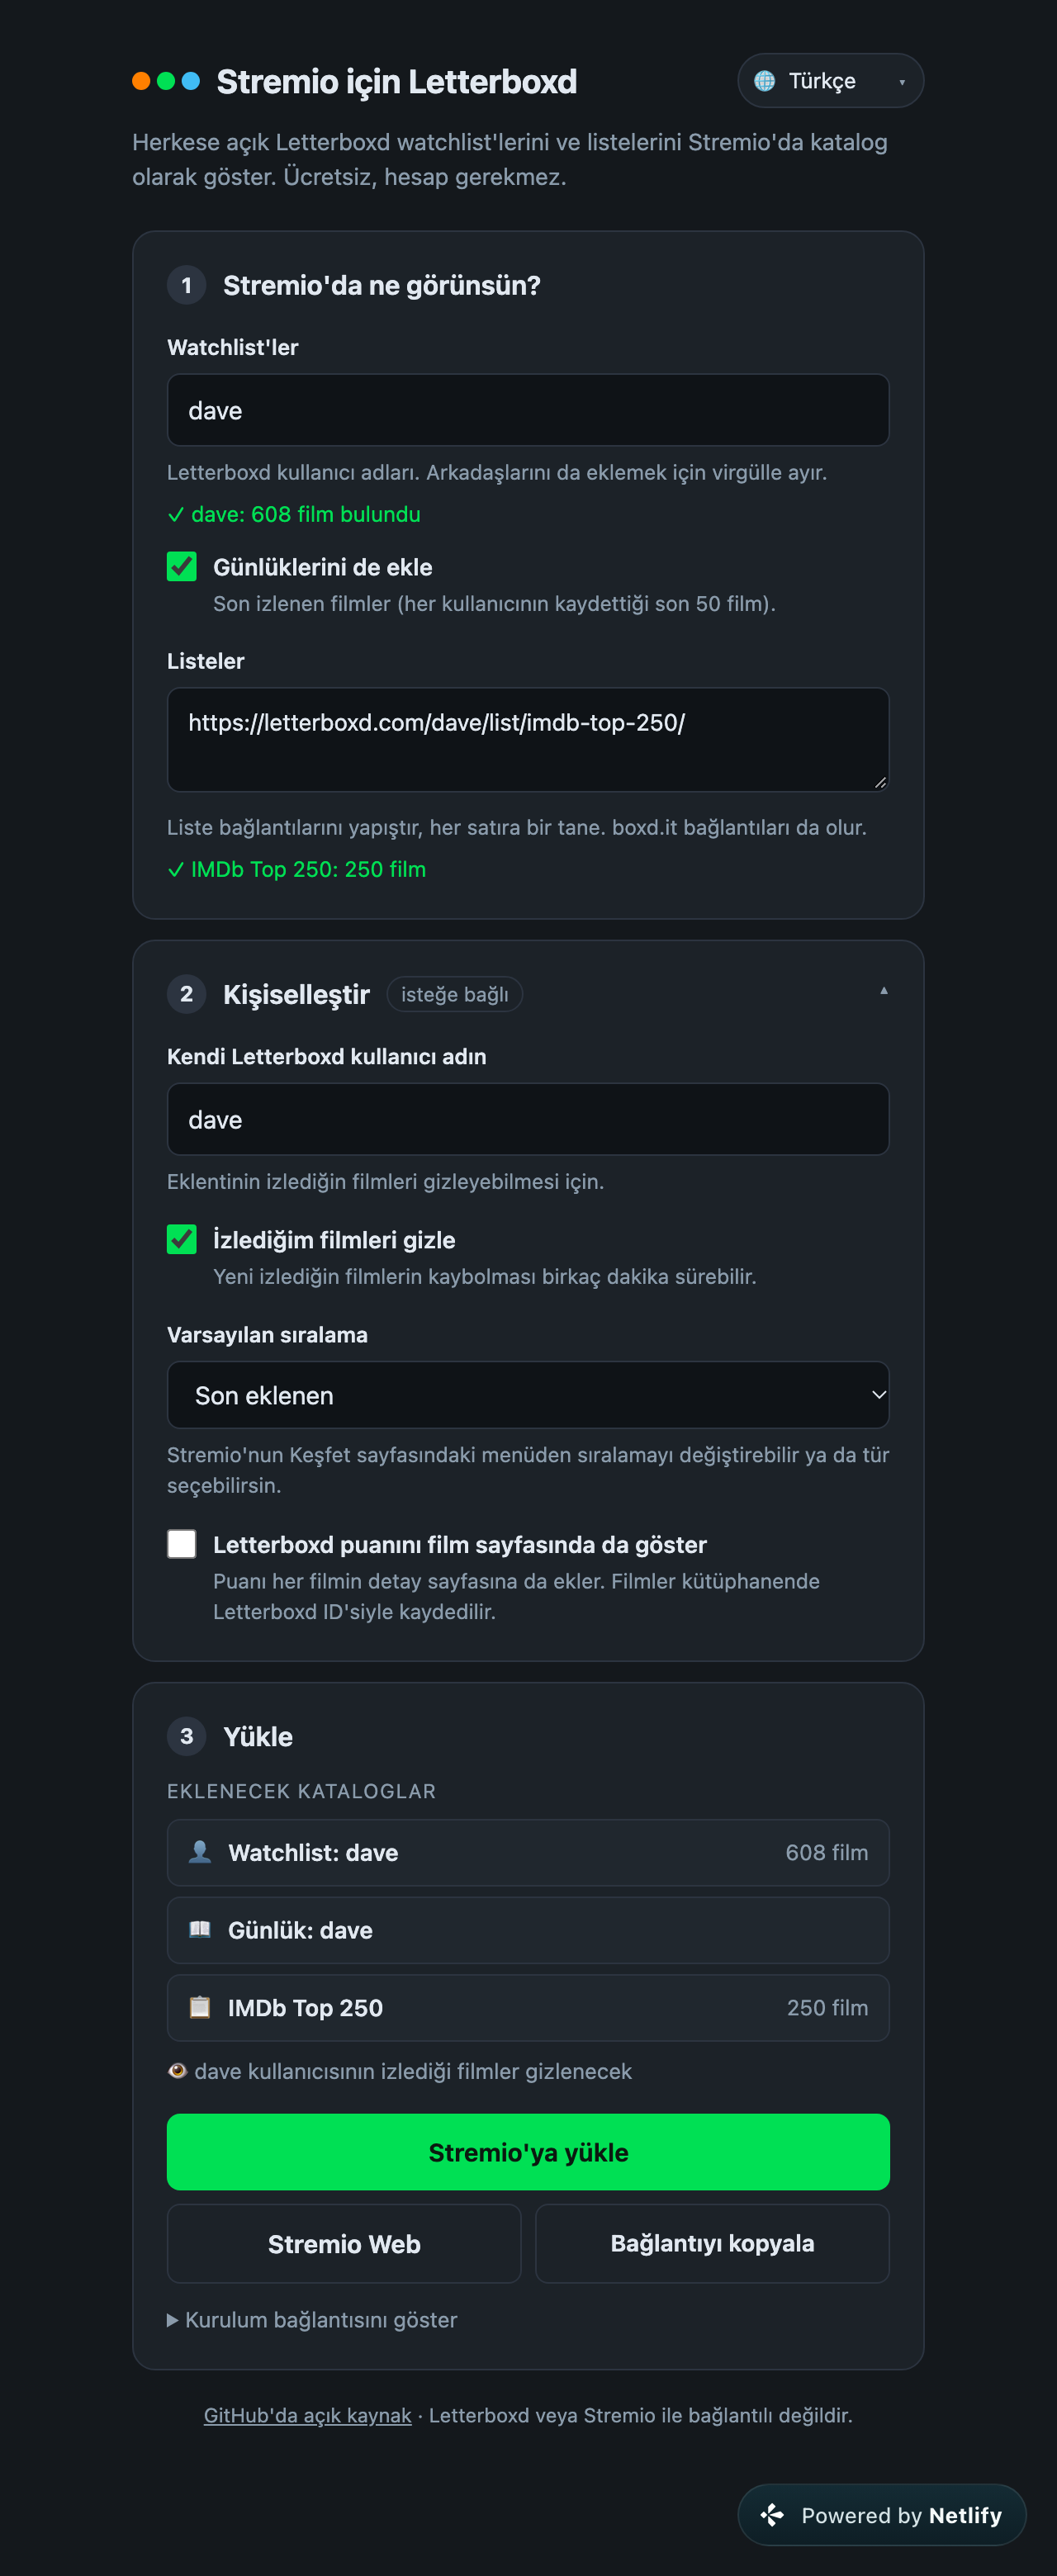 Stremio için Letterboxd
Türkçe
Herkese açık Letterboxd watchlist'lerini ve listelerini Stremio'da katalog
olarak göster. Ücretsiz, hesap gerekmez.
1 Stremio'da ne görünsün?
Watchlist'ler
dave
Letterboxd kullanıcı adları. Arkadaşlarını da eklemek için virgülle ayır.
✓ dave: 608 film bulundu
Günlüklerini de ekle
Son izlenen filmler (her kullanıcının kaydettiği son 50 film).
Listeler
https://letterboxd.com/dave/list/imdb-top-250/
Liste bağlantılarını yapıştır, her satıra bir tane. boxd.it bağlantıları da olur.
✓ IMDb Top 250: 250 film
2 Kişiselleştir isteğe bağlı
Kendi Letterboxd kullanıcı adın
dave
Eklentinin izlediğin filmleri gizleyebilmesi için.
İzlediğim filmleri gizle
Yeni izlediğin filmlerin kaybolması birkaç dakika sürebilir.
Varsayılan sıralama
Son eklenen
Stremio'nun Keşfet sayfasındaki menüden sıralamayı değiştirebilir ya da tür
seçebilirsin.
Letterboxd puanını film sayfasında da göster
Puanı her filmin detay sayfasına da ekler. Filmler kütüphanende
Letterboxd ID'siyle kaydedilir.
3 Yükle
EKLENECEK KATALOGLAR
Watchlist: dave 608 film
Günlük: dave
IMDb Top 250 250 film
dave kullanıcısının izlediği filmler gizlenecek
Stremio'ya yükle
Stremio Web Bağlantıyı kopyala
Kurulum bağlantısını göster
GitHub'da açık kaynak · Letterboxd veya Stremio ile bağlantılı değildir.
Powered by Netlify